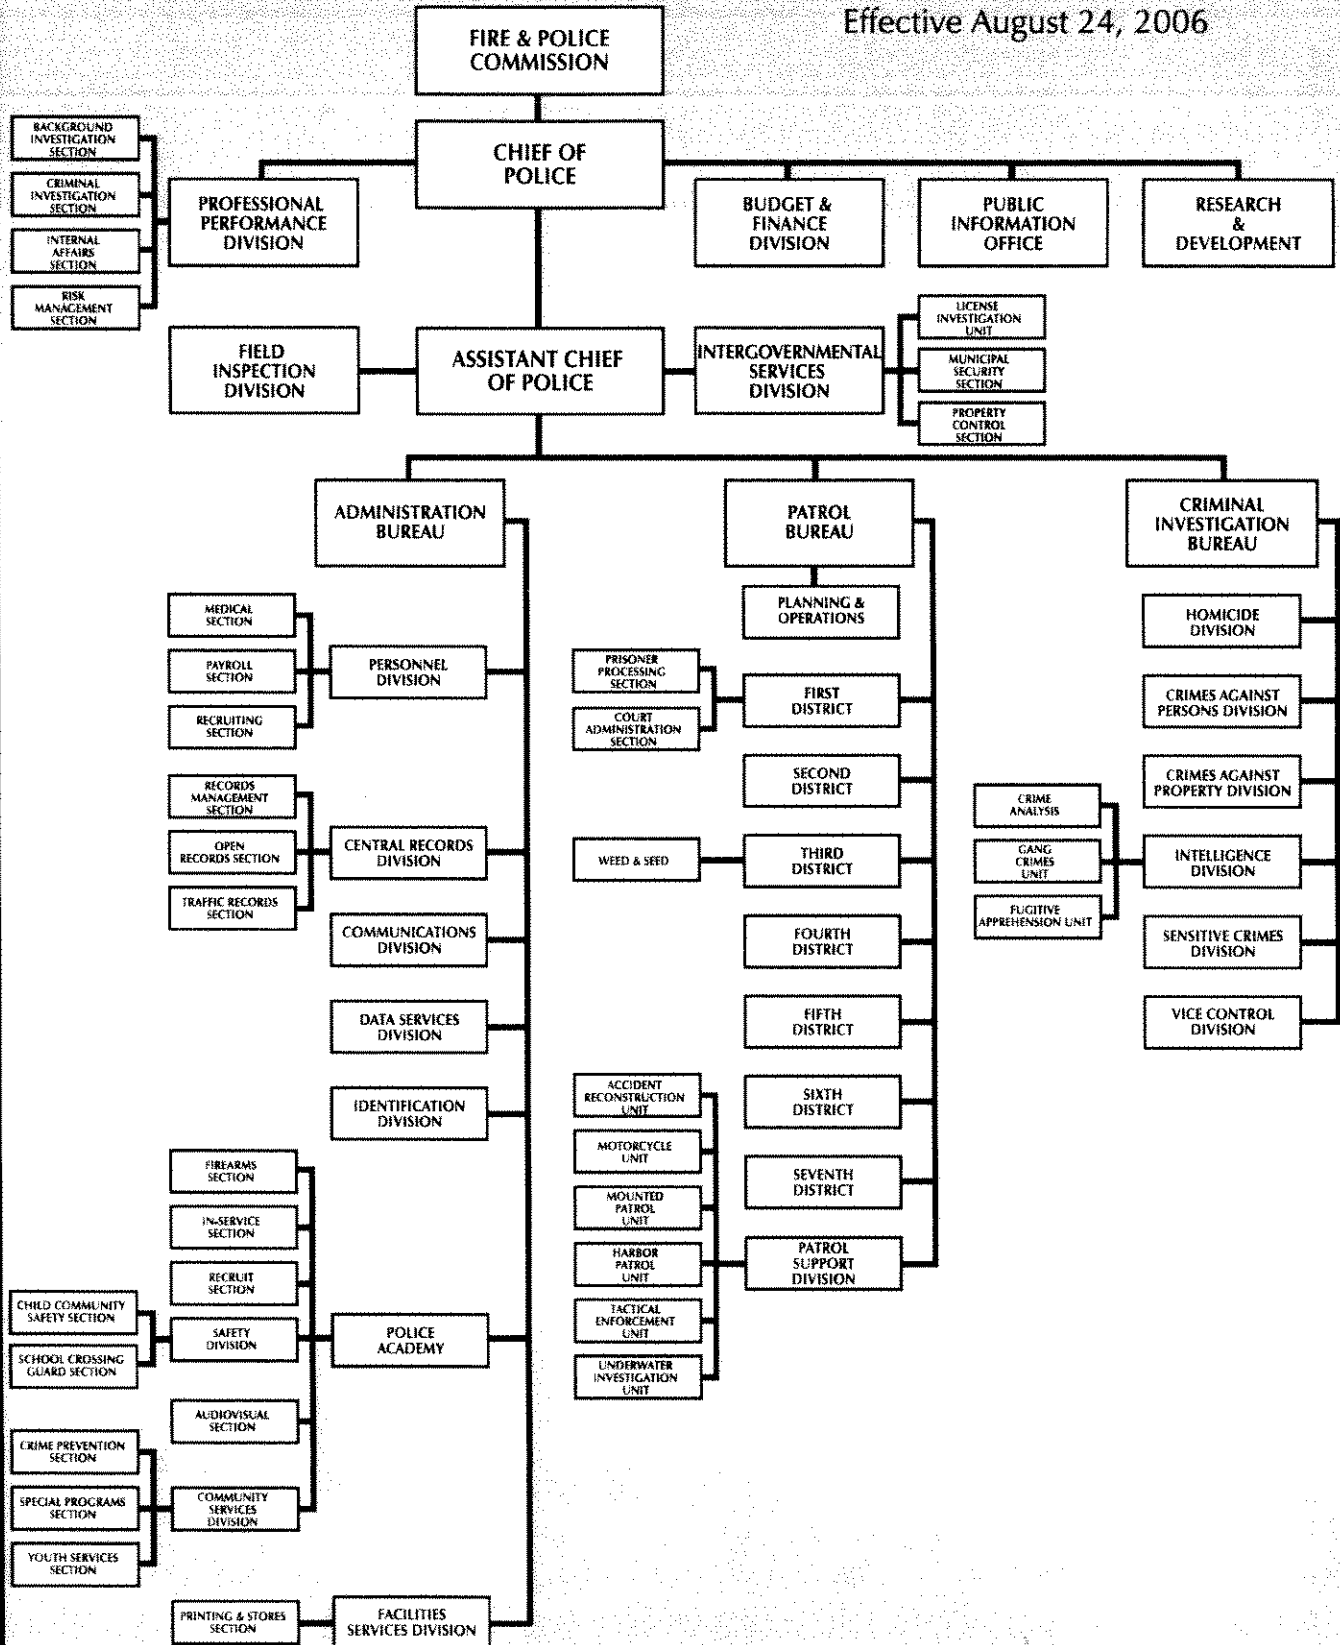 Effective August 24, 2006
FIRE & POLICE
COMMISSION
CHIEF OF
POLICE
BACKGROUND
INVESTIGATION
SECTION
CRIMINAL
INVESTIGATION
SECTION
INTERNAL
AFFAIRS
SECTION
RISK
MANAGEMENT
SECTION
PROFESSIONAL
PERFORMANCE
DIVISION
BUDGET &
FINANCE
DIVISION
PUBLIC
INFORMATION
OFFICE
RESEARCH
&
DEVELOPMENT
FIELD
INSPECTION
DIVISION
ASSISTANT CHIEF
OF POLICE
INTERGOVERNMENTAL
SERVICES
DIVISION
LICENSE
INVESTIGATION
UNIT
MUNICIPAL
SECURITY
SECTION
PROPERTY
CONTROL
SECTION
ADMINISTRATION
BUREAU
MEDICAL
SECTION
PAYROLL
SECTION
RECRUITING
SECTION
PERSONNEL
DIVISION
RECORDS
MANAGEMENT
SECTION
OPEN
RECORDS SECTION
TRAFFIC RECORDS
SECTION
CENTRAL RECORDS
DIVISION
COMMUNICATIONS
DIVISION
DATA SERVICES
DIVISION
IDENTIFICATION
DIVISION
FIREARMS
SECTION
IN-SERVICE
SECTION
RECRUIT
SECTION
CHILD COMMUNITY
SAFETY SECTION
SCHOOL CROSSING
GUARD SECTION
SAFETY
DIVISION
POLICE
ACADEMY
AUDIOVISUAL
SECTION
CRIME PREVENTION
SECTION
SPECIAL PROGRAMS
SECTION
YOUTH SERVICES
SECTION
COMMUNITY
SERVICES
DIVISION
PRINTING & STORES
SECTION
FACILITIES
SERVICES DIVISION
PATROL
BUREAU
PLANNING &
OPERATIONS
PRISONER
PROCESSING
SECTION
COURT
ADMINISTRATION
SECTION
FIRST
DISTRICT
SECOND
DISTRICT
WEED & SEED
THIRD
DISTRICT
FOURTH
DISTRICT
FIFTH
DISTRICT
SIXTH
DISTRICT
SEVENTH
DISTRICT
ACCIDENT
RECONSTRUCTION
UNIT
MOTORCYCLE
UNIT
MOUNTED
PATROL
UNIT
HARBOR
PATROL
UNIT
TACTICAL
ENFORCEMENT
UNIT
UNDERWATER
INVESTIGATION
UNIT
PATROL
SUPPORT
DIVISION
CRIMINAL
INVESTIGATION
BUREAU
HOMICIDE
DIVISION
CRIMES AGAINST
PERSONS DIVISION
CRIMES AGAINST
PROPERTY DIVISION
CRIME
ANALYSIS
GANG
CRIMES
UNIT
FUGITIVE
APPREHENSION UNIT
INTELLIGENCE
DIVISION
SENSITIVE CRIMES
DIVISION
VICE CONTROL
DIVISION